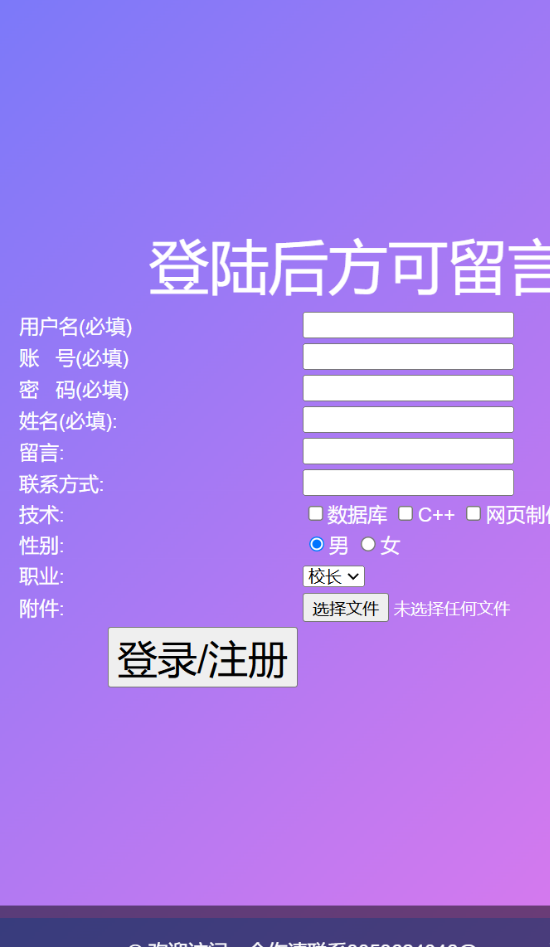 登陆后方可留言
用户名(必填)
账 号(必填)
密 码(必填)
姓名(必填):
留言:
联系方式:
技术: 数据库 C++ 网页制
性别: 男 女
职业: 校长
附件: 选择文件 未选择任何文件
登录/注册